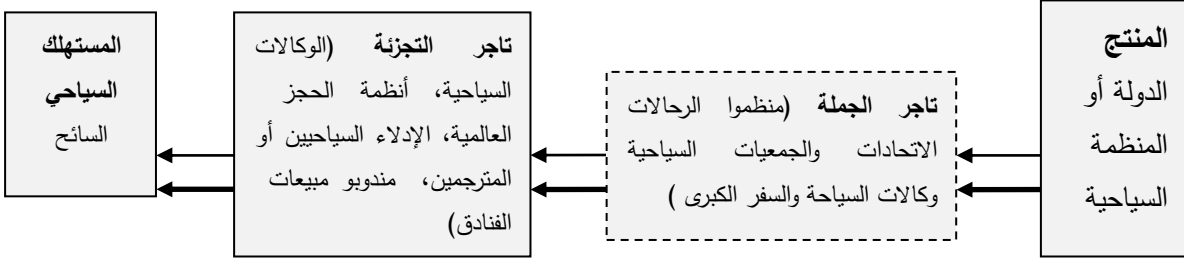 المنتج
الدولة أو
المنظمة
السياحية
تاجر الجملة (منظموا الرحالات
الاتحادات والجمعيات السياحية
وكالات السياحة والسفر الكبرى )
تاجر التجزئة (الوكالات
السياحية، أنظمة الحجز
العالمية، الإدلاء السياحيين أو
المترجمين، مندوبو مبيعات
الفنادق)
المستهلك
السياحي
السائح